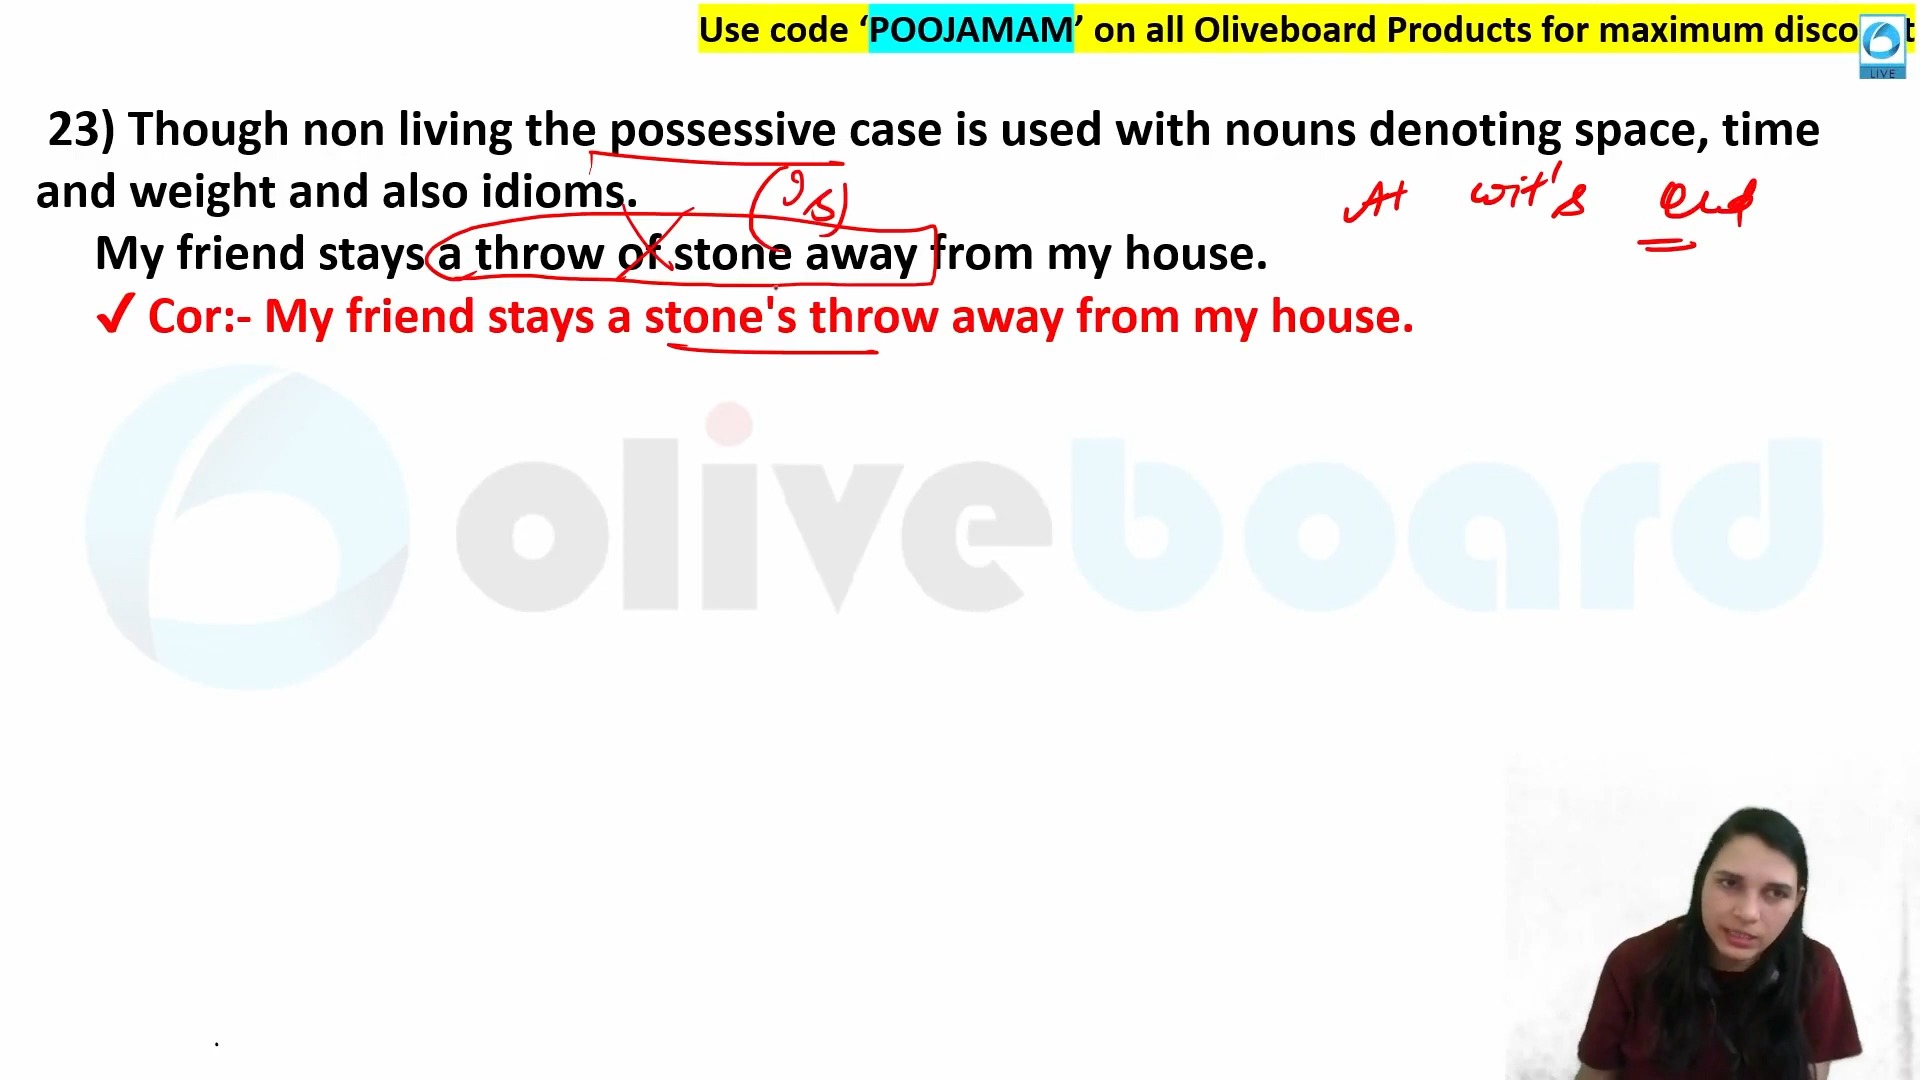 Use code ‘POOJAMAM’ on all Oliveboard Products for maximum disco t
LIVE
23) Though non living the possessive case is used with nouns denoting space, time
and weight and also idioms.
's
At wit's end
My friend stays a throw of stone away from my house.
✓ Cor:- My friend stays a stone's throw away from my house.
oliveboard